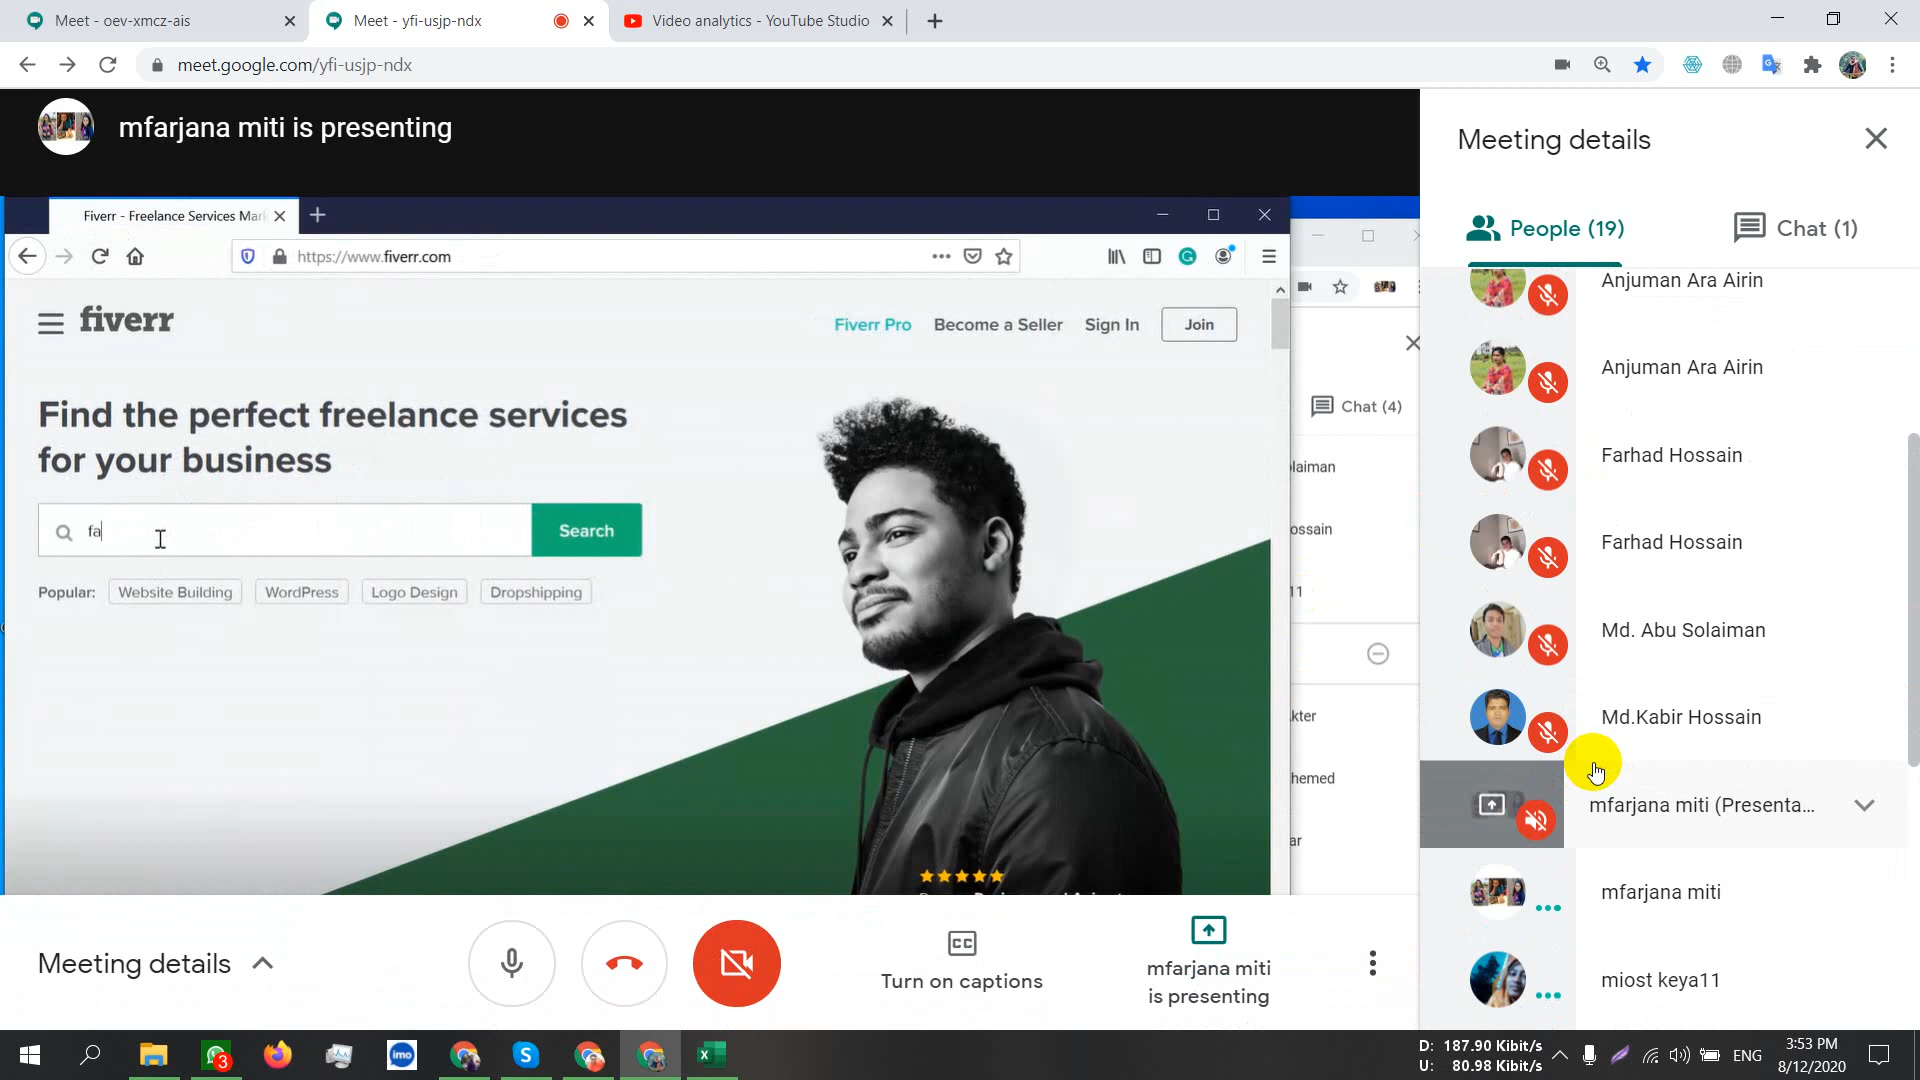 Meet - oev-xmcz-ais
Meet - yfi-usjp-ndx
Video analytics - YouTube Studio
meet.google.com/yfi-usjp-ndx
mfarjana miti is presenting
Meeting details
People (19)
Chat (1)
Fiverr - Freelance Services Mar
https://www.fiverr.com
fiverr
Fiverr Pro
Become a Seller
Sign In
Join
Find the perfect freelance services
for your business
fa
Search
Popular:
Website Building
WordPress
Logo Design
Dropshipping
Chat (4)
laiman
ossain
11
kter
hemed
ar
Anjuman Ara Airin
Anjuman Ara Airin
Farhad Hossain
Farhad Hossain
Md. Abu Solaiman
Md.Kabir Hossain
mfarjana miti (Presenta...
mfarjana miti
miost keya11
Meeting details
CC
Turn on captions
mfarjana miti
is presenting
3
imo
D: 187.90 Kibit/s
U: 80.98 Kibit/s
ENG
3:53 PM
8/12/2020